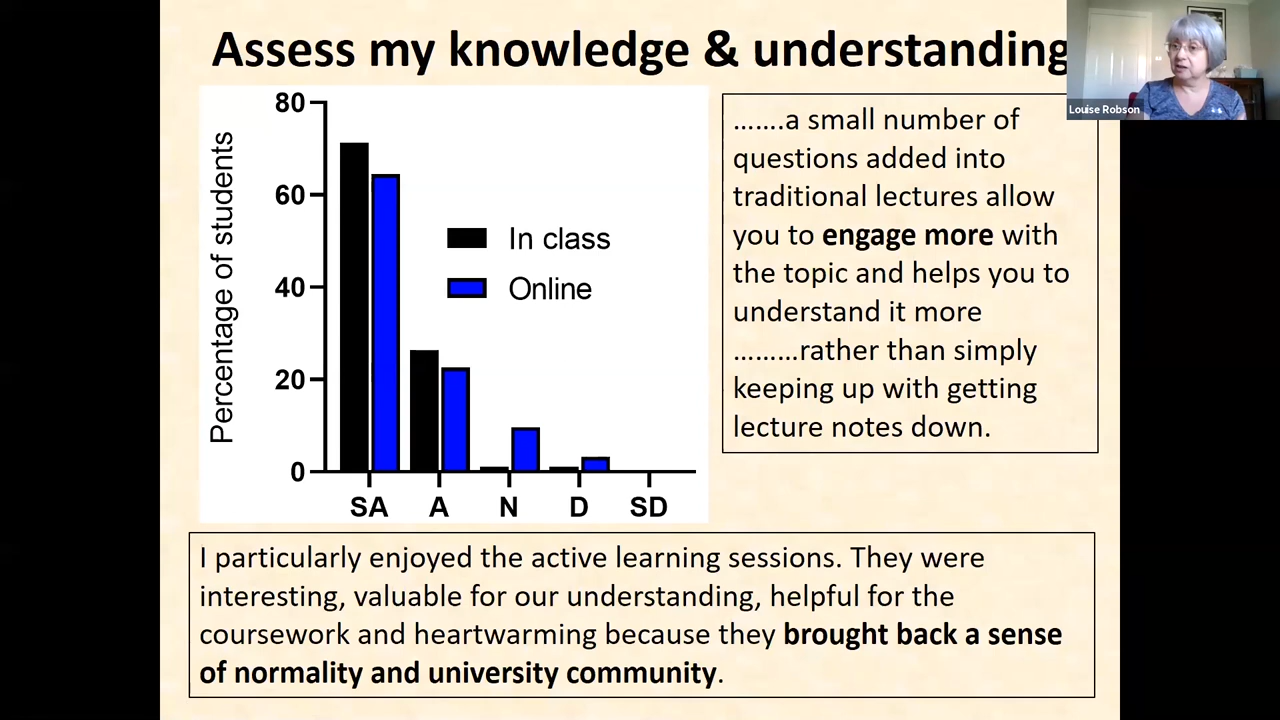 Assess my knowledge & understanding
Louise Robson
80
60
40
20
0
Percentage of students
In class
Online
SA A N D SD
.......a small number of
questions added into
traditional lectures allow
you to engage more with
the topic and helps you to
understand it more
.........rather than simply
keeping up with getting
lecture notes down.
I particularly enjoyed the active learning sessions. They were
interesting, valuable for our understanding, helpful for the
coursework and heartwarming because they brought back a sense
of normality and university community.